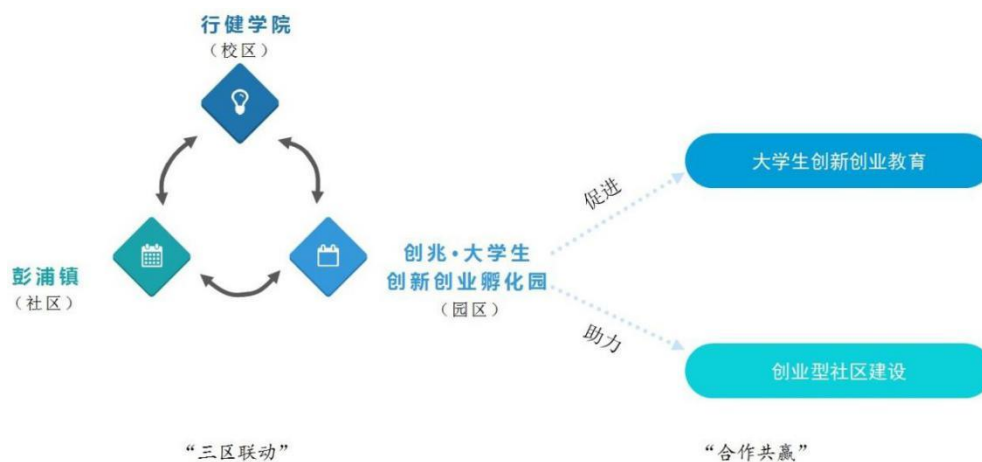 行健学院
（校区）
大学生创新创业教育
促进
彭浦镇
（社区）
创兆·大学生
创新创业孵化园
（园区）
助力
创业型社区建设
“三区联动”
“合作共赢”